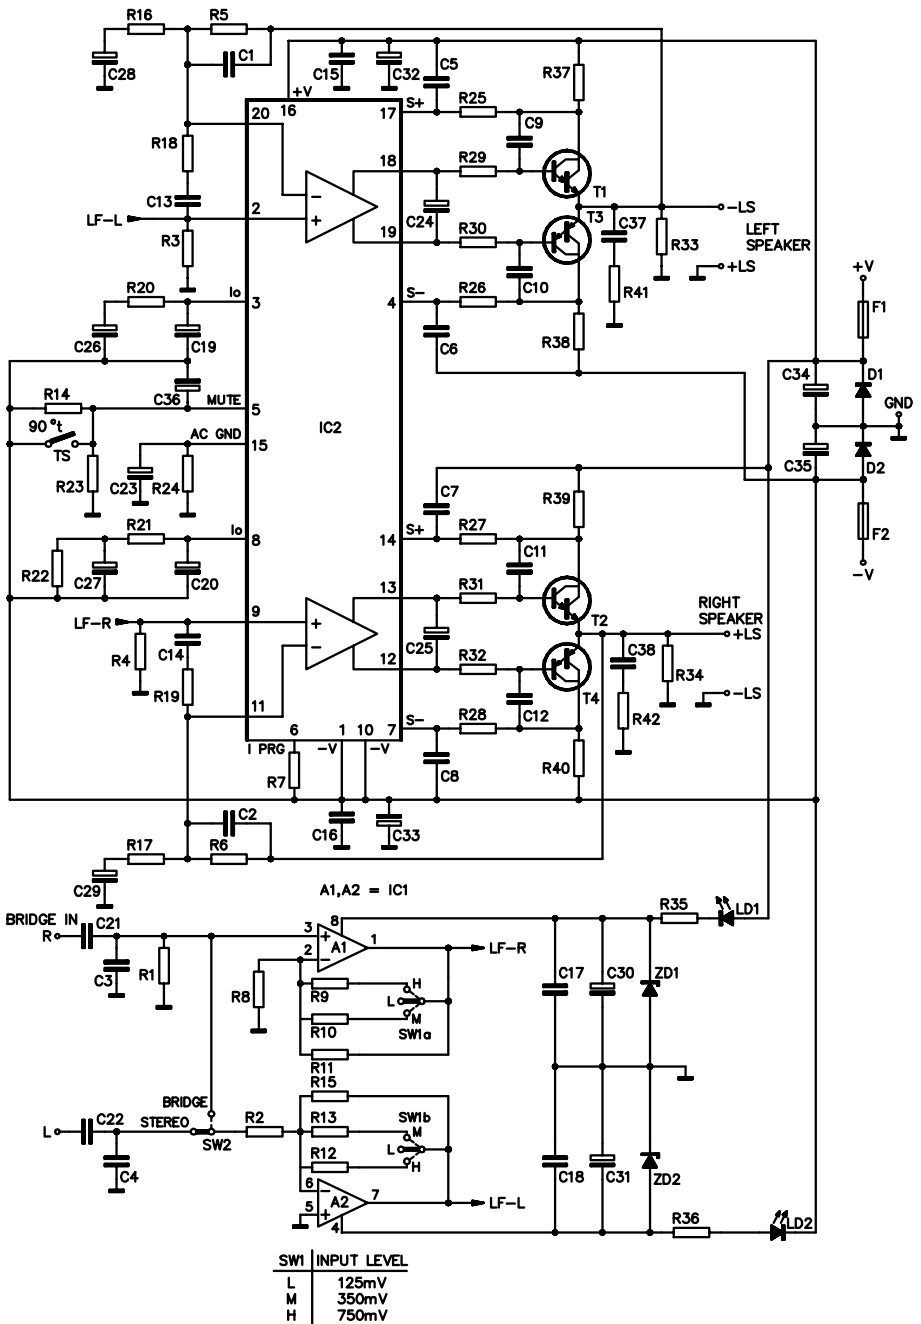 R16 R5
C1
C28
C15 C32 C5 R37
+V
16
S+
17
R25
C9
20
R18
18 R29
C13
T1
LF-L 2
C24
T3
-LS
C37
LEFT
SPEAKER
R3
19 R30
R33
+LS
C10
R41
R20 Io
3
S-
4
R26
+V
F1
C26 C19
C6
R38
C36
C34
D1
R14
MUTE
5
GND
90°t
TS
AC GND
15
IC2
C35
D2
R23 C23 R24
C7
R39
R21 Io
8
S+
14
R27
C11
F2
R22 C27 C20
-V
13 R31
9
LF-R
T2
RIGHT
SPEAKER
+LS
R4 C14
C25
C38
R34
12 R32
T4
-LS
R19
C12
R42
11
6 1 10 7
S-
R28
I PRG -V -V
R7
C8
R40
C2
C16 C33
R17 R6
C29
A1,A2 = IC1
BRIDGE IN
R
C21
3 8
A1
1
2
LF-R
R35
LD1
C3 R1
R8
R9
H
L
M
SW1a
R10
C17 C30 ZD1
R11
R15
BRIDGE
L
C22
STEREO
SW2
R2
R13
SW1b
M
L
H
R12
C4
C18 C31 ZD2
6
5
A2
7
4
LF-L
R36
LD2
SW1 INPUT LEVEL
L 125mV
M 350mV
H 750mV